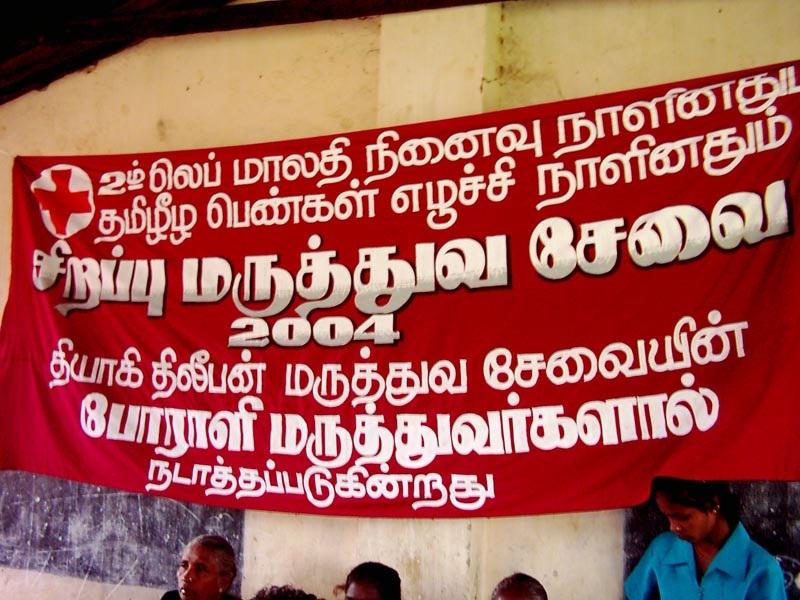 2ம் லெப் மாலதி நினைவு நாளினதும்
தமிழீழ பெண்கள் எழுச்சி நாளினதும்
சிறப்பு மருத்துவ சேவை
2004
தியாகி திலீபன் மருத்துவ சேவையின்
போராளி மருத்துவர்களால்
நடாத்தப்படுகின்றது